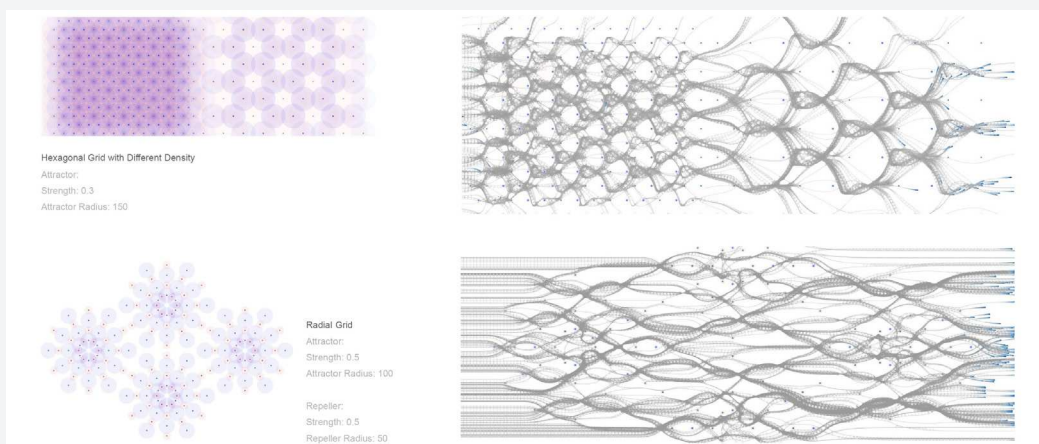 Hexagonal Grid with Different Density
Attractor:
Strength: 0.3
Attractor Radius: 150
Radial Grid
Attractor:
Strength: 0.5
Attractor Radius: 100
Repeller:
Strength: 0.5
Repeller Radius: 50